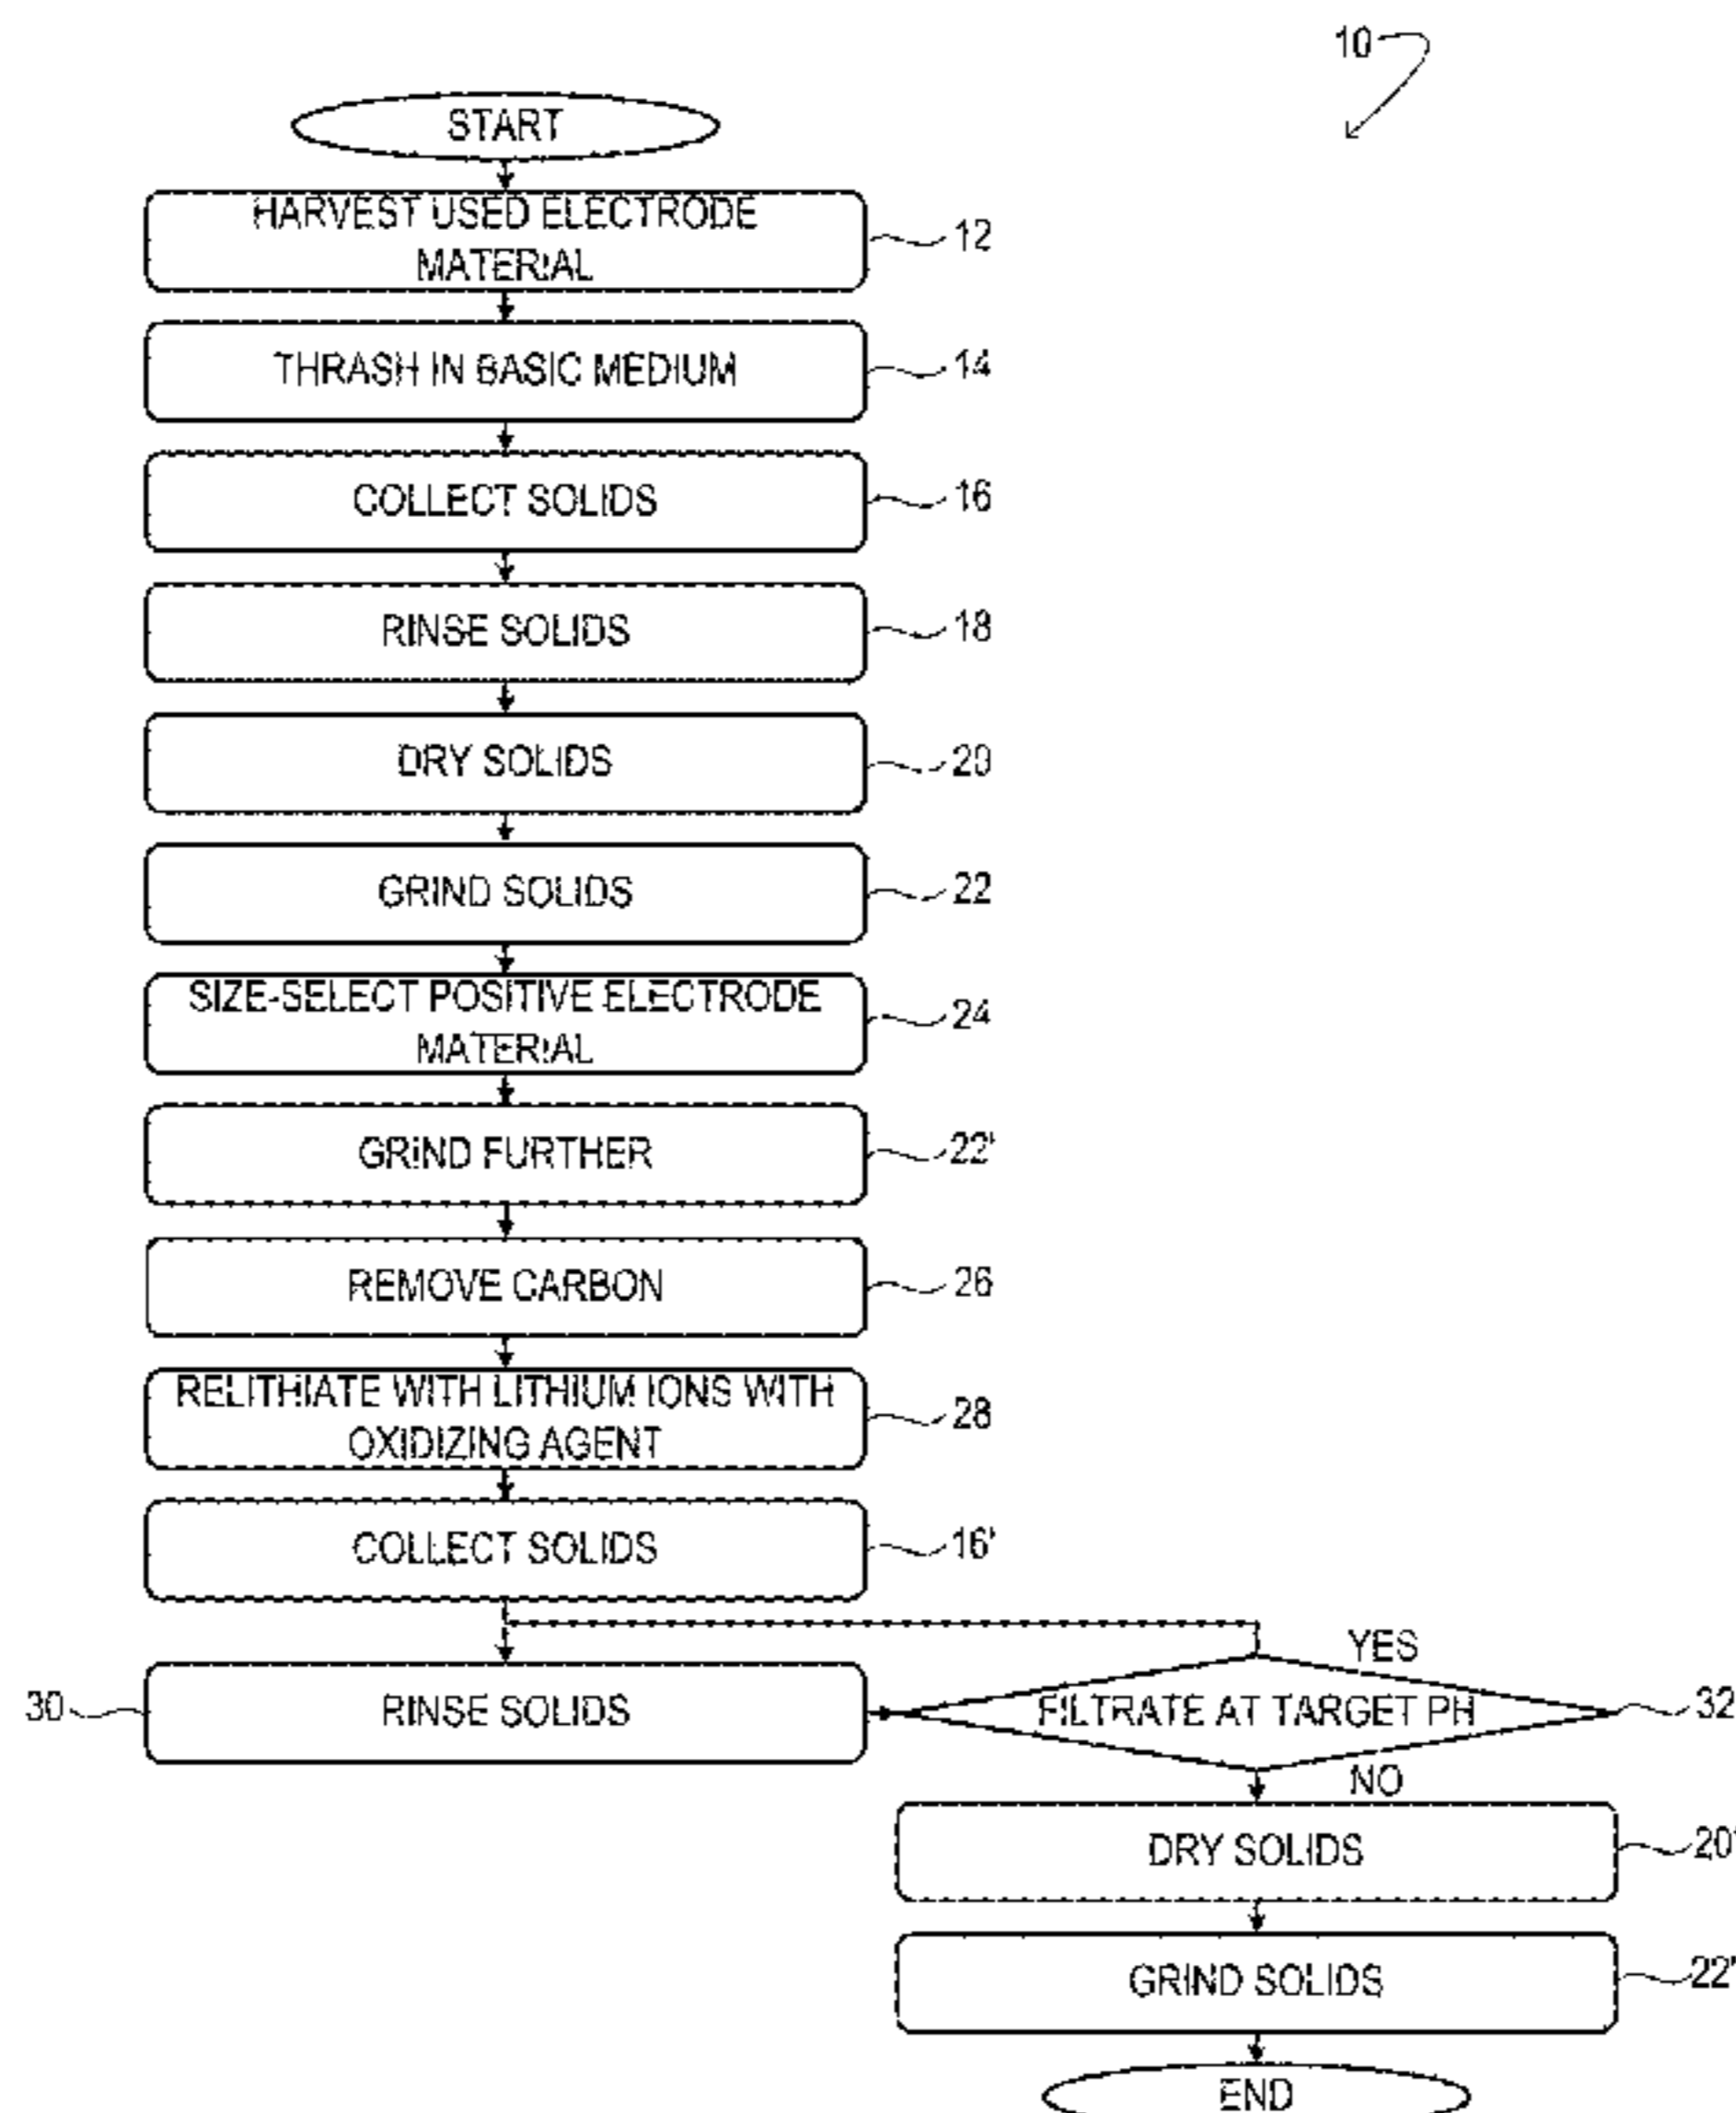 10
START
HARVEST USED ELECTRODE
MATERIAL
12
THRASH IN BASIC MEDIUM
14
COLLECT SOLIDS
16
RINSE SOLIDS
18
DRY SOLIDS
20
GRIND SOLIDS
22
SIZE-SELECT POSITIVE ELECTRODE
MATERIAL
24
GRIND FURTHER
22'
REMOVE CARBON
26
RELITHIATE WITH LITHIUM IONS WITH
OXIDIZING AGENT
28
COLLECT SOLIDS
16'
YES
30
RINSE SOLIDS
FILTRATE AT TARGET PH
32
NO
DRY SOLIDS
20'
GRIND SOLIDS
22'
END